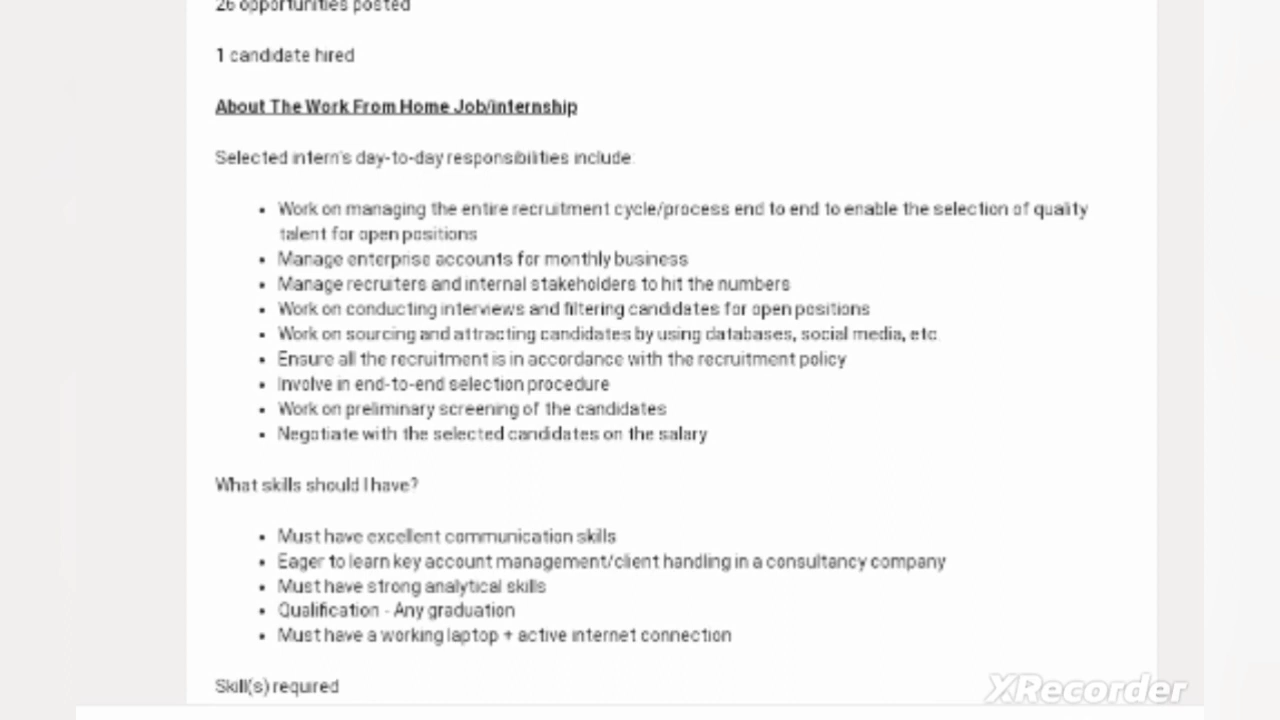 26 opportunities posted
1 candidate hired
About The Work From Home Job/internship
Selected intern's day-to-day responsibilities include:
• Work on managing the entire recruitment cycle/process end to end to enable the selection of quality
talent for open positions
• Manage enterprise accounts for monthly business
• Manage recruiters and internal stakeholders to hit the numbers
• Work on conducting interviews and filtering candidates for open positions
• Work on sourcing and attracting candidates by using databases, social media, etc.
• Ensure all the recruitment is in accordance with the recruitment policy
• Involve in end-to-end selection procedure
• Work on preliminary screening of the candidates
• Negotiate with the selected candidates on the salary
What skills should I have?
• Must have excellent communication skills
• Eager to learn key account management/client handling in a consultancy company
• Must have strong analytical skills
• Qualification - Any graduation
• Must have a working laptop + active internet connection
Skill(s) required
XRecorder